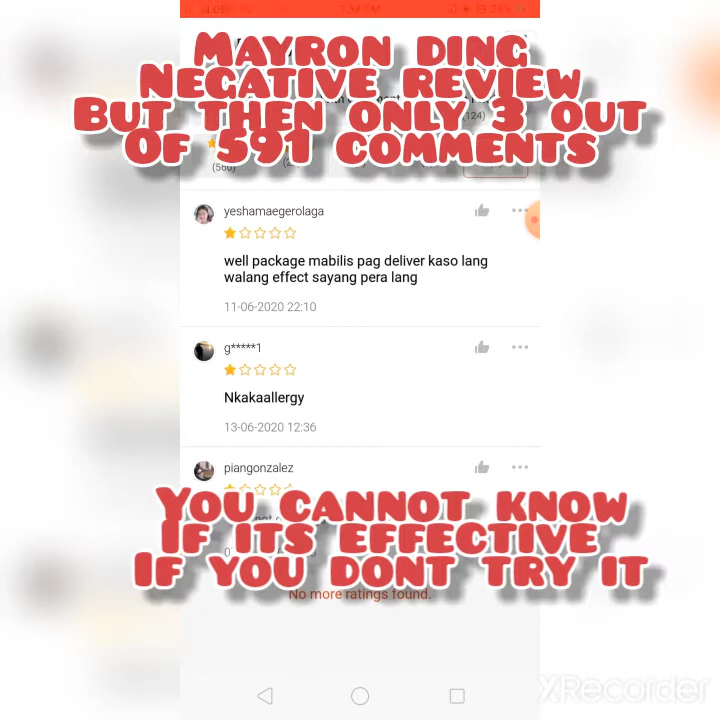 Mayron ding
Negative review
But then only 3 out
Of 591 comments
(124)
(560)
yeshamaegerolaga
well package mabilis pag deliver kaso lang
walang effect sayang pera lang
11-06-2020 22:10
g*****1
Nkakaallergy
13-06-2020 12:36
piangonzalez
You cannot know
If its effective
If you dont try it
No more ratings found.
XRecorder